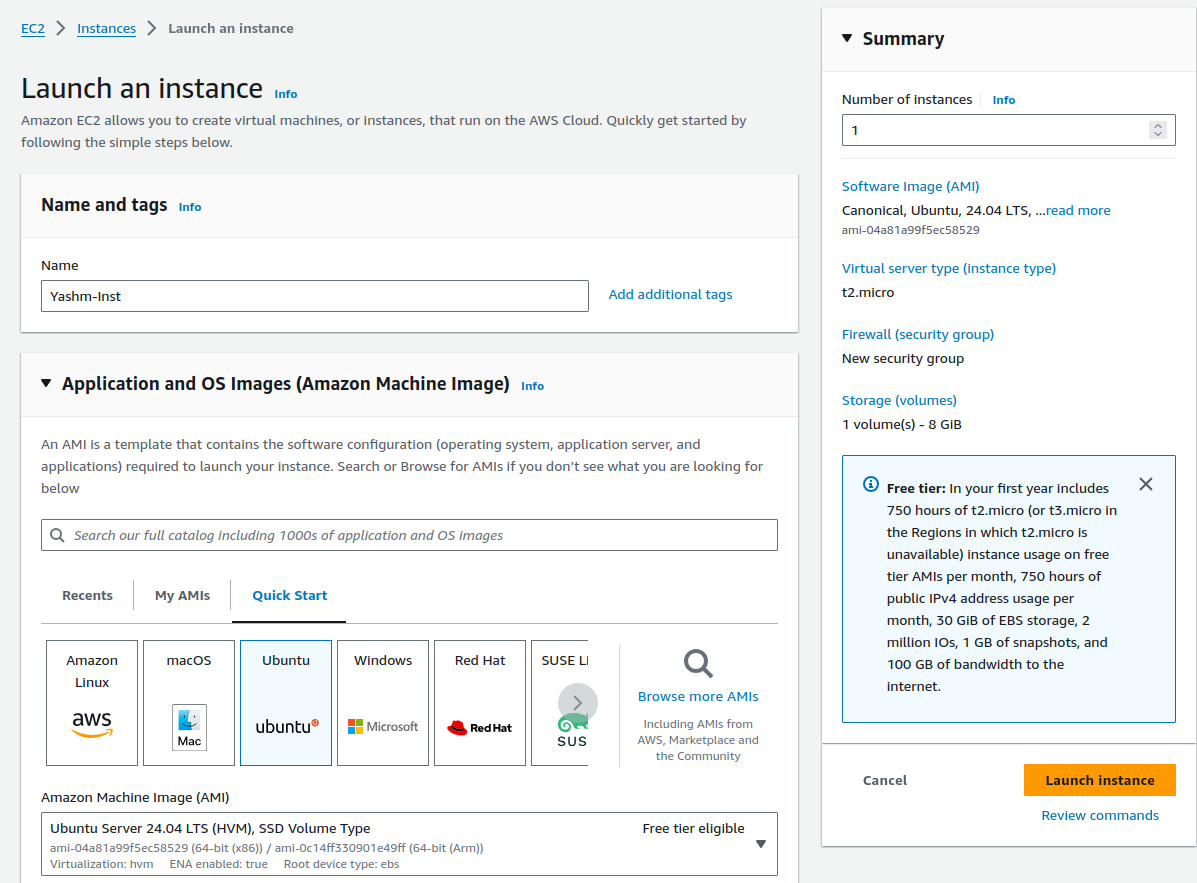 EC2 > Instances > Launch an instance
Launch an instance Info
Amazon EC2 allows you to create virtual machines, or instances, that run on the AWS Cloud. Quickly get started by
following the simple steps below.
Name and tags Info
Name
Yashm-Inst
Add additional tags
Application and OS Images (Amazon Machine Image) Info
An AMI is a template that contains the software configuration (operating system, application server, and
applications) required to launch your instance. Search or Browse for AMIs if you don't see what you are looking for
below
Search our full catalog including 1000s of application and OS images
Recents
My AMIs
Quick Start
Amazon
Linux
aws
macOS
Mac
Ubuntu
ubuntu
Windows
Microsoft
Red Hat
Red Hat
SUSE LI
SUS
Browse more AMIs
Including AMIs from
AWS, Marketplace and
the Community
Amazon Machine Image (AMI)
Ubuntu Server 24.04 LTS (HVM), SSD Volume Type
Free tier eligible
ami-04a81a99f5ec58529 (64-bit (x86)) / ami-0c14ff330901e49ff (64-bit (Arm))
Virtualization: hvm ENA enabled: true Root device type: ebs
Summary
Number of instances Info
1
Software Image (AMI)
Canonical, Ubuntu, 24.04 LTS, ...read more
ami-04a81a99f5ec58529
Virtual server type (instance type)
t2.micro
Firewall (security group)
New security group
Storage (volumes)
1 volume(s) - 8 GiB
Free tier: In your first year includes
750 hours of t2.micro (or t3.micro in
the Regions in which t2.micro is
unavailable) instance usage on free
tier AMIs per month, 750 hours of
public IPv4 address usage per
month, 30 GiB of EBS storage, 2
million IOs, 1 GB of snapshots, and
100 GB of bandwidth to the
internet.
Cancel
Launch instance
Review commands